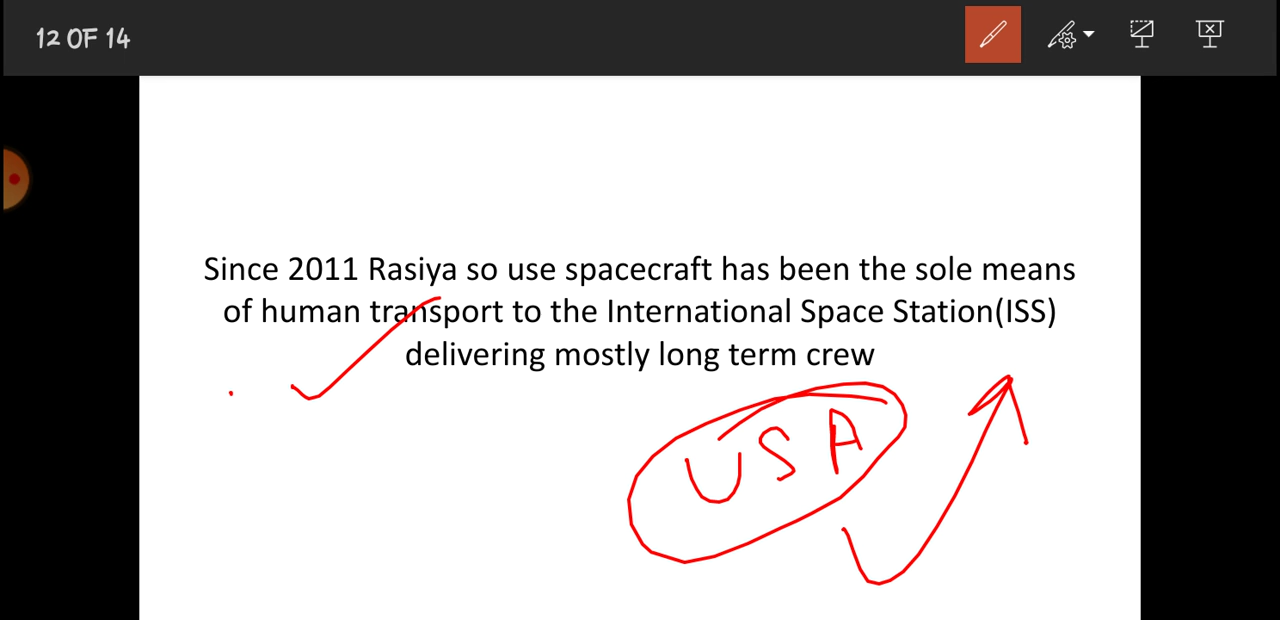 12 OF 14
Since 2011 Rasiya so use spacecraft has been the sole means
of human transport to the International Space Station(ISS)
delivering mostly long term crew
USA